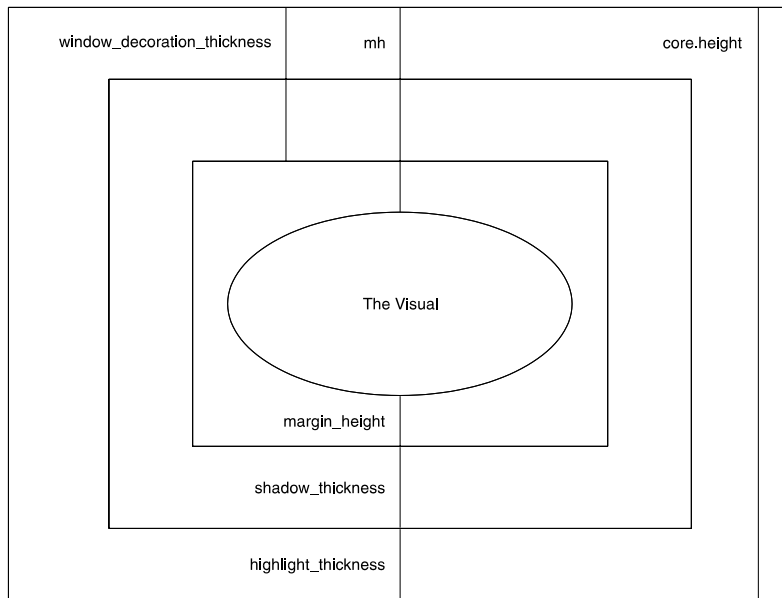 window_decoration_thickness
mh
core.height
The Visual
margin_height
shadow_thickness
highlight_thickness